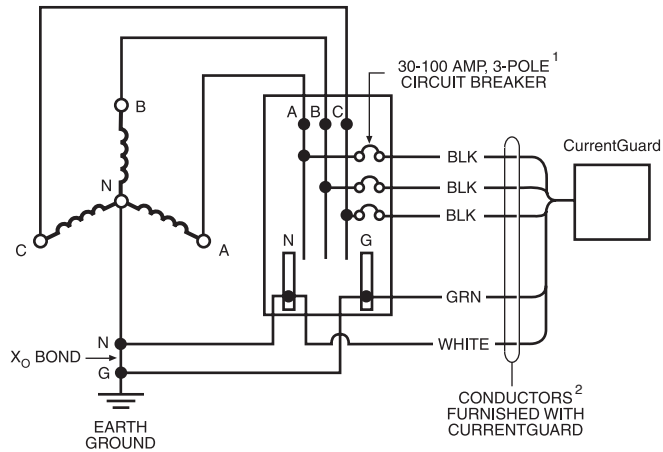 30-100 AMP, 3-POLE¹
CIRCUIT BREAKER
A B C
B
BLK
CurrentGuard
N
BLK
BLK
C
A
N
G
GRN
N
WHITE
X₀ BOND
G
EARTH
GROUND
CONDUCTORS²
FURNISHED WITH
CURRENTGUARD